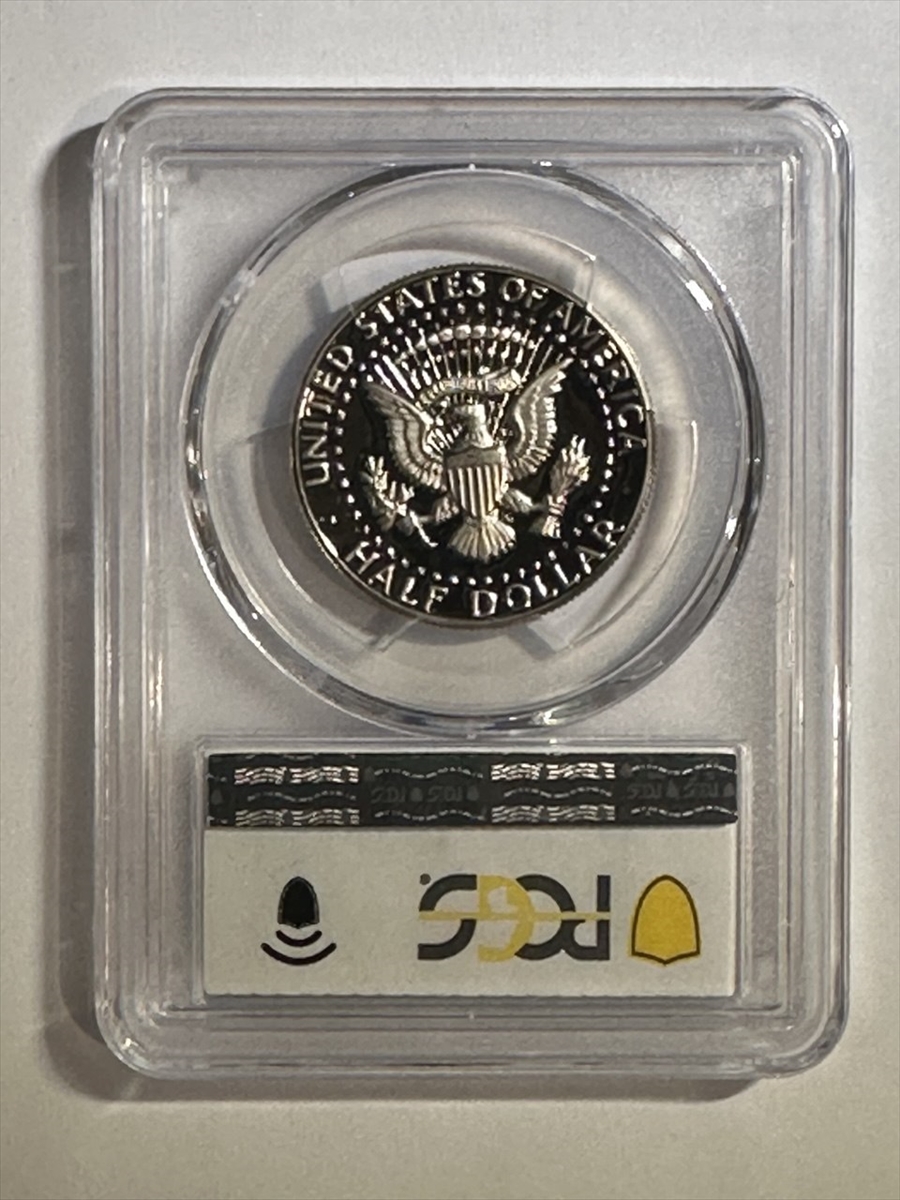 UNITED STATES OF AMERICA
HALF DOLLAR
PCGS